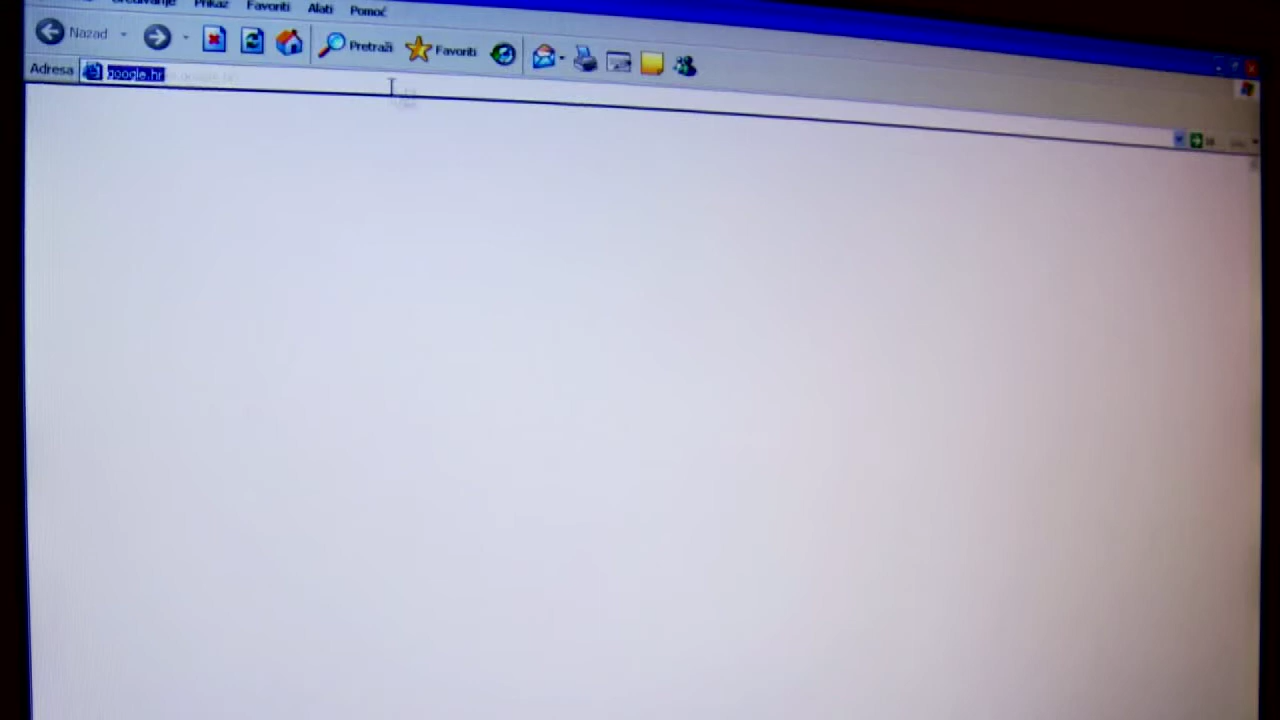 Uređivanje Prikaz Favoriti Alati Pomoć
Nazad Pretraži Favoriti
Adresa google.hr